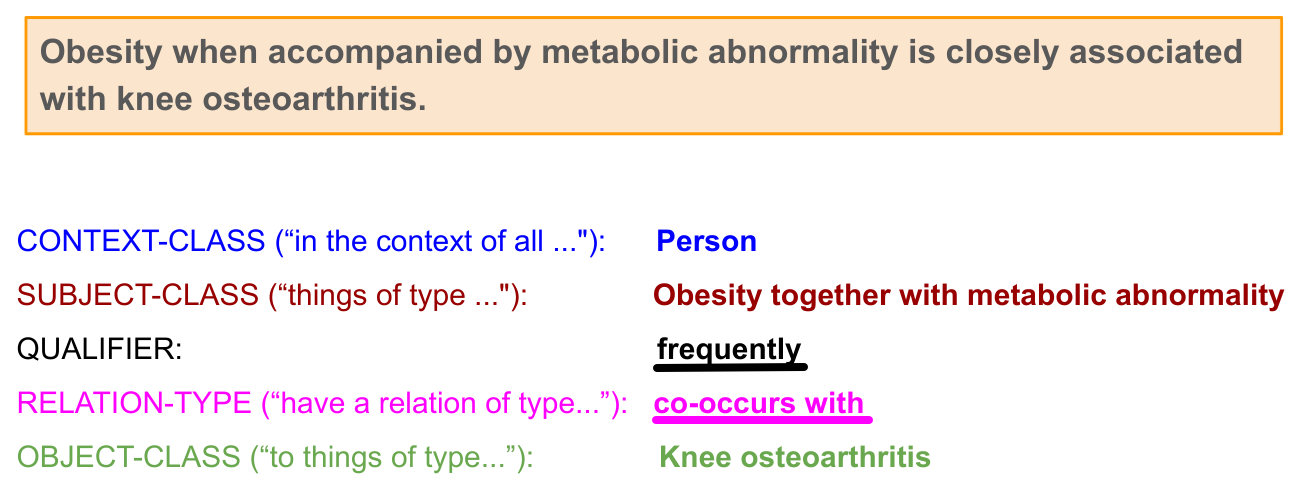 Obesity when accompanied by metabolic abnormality is closely associated
with knee osteoarthritis.
CONTEXT-CLASS (“in the context of all ..."): Person
SUBJECT-CLASS (“things of type ..."): Obesity together with metabolic abnormality
QUALIFIER: frequently
RELATION-TYPE (“have a relation of type...”): co-occurs with
OBJECT-CLASS (“to things of type...”): Knee osteoarthritis